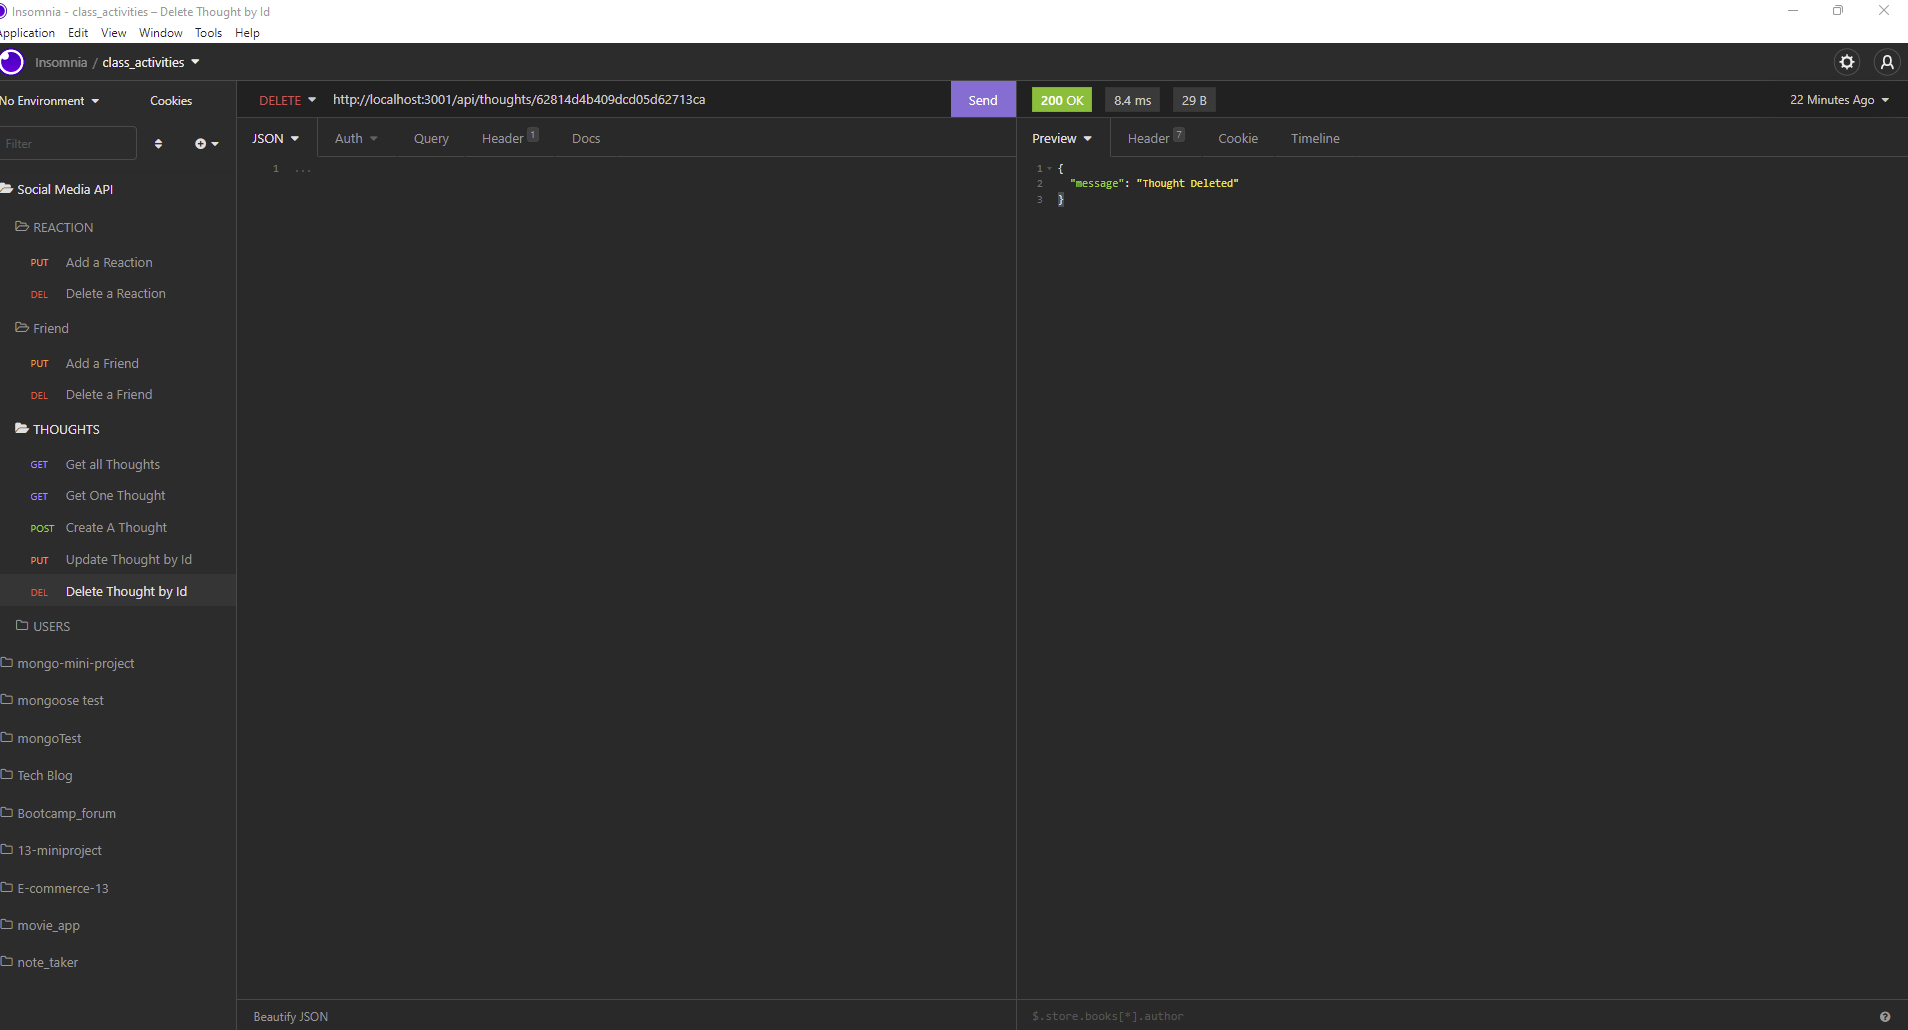 Insomnia - class_activities – Delete Thought by Id
Application Edit View Window Tools Help
Insomnia / class_activities
No Environment Cookies
Filter
Social Media API
REACTION
PUT Add a Reaction
DEL Delete a Reaction
Friend
PUT Add a Friend
DEL Delete a Friend
THOUGHTS
GET Get all Thoughts
GET Get One Thought
POST Create A Thought
PUT Update Thought by Id
DEL Delete Thought by Id
USERS
mongo-mini-project
mongoose test
mongoTest
Tech Blog
Bootcamp_forum
13-miniproject
E-commerce-13
movie_app
note_taker
DELETE http://localhost:3001/api/thoughts/62814d4b409dcd05d62713ca Send
JSON Auth Query Header 1 Docs
1 ...
Beautify JSON
200 OK 8.4 ms 29 B 22 Minutes Ago
Preview Header 7 Cookie Timeline
1 {
2 "message": "Thought Deleted"
3 }
$.store.books[*].author